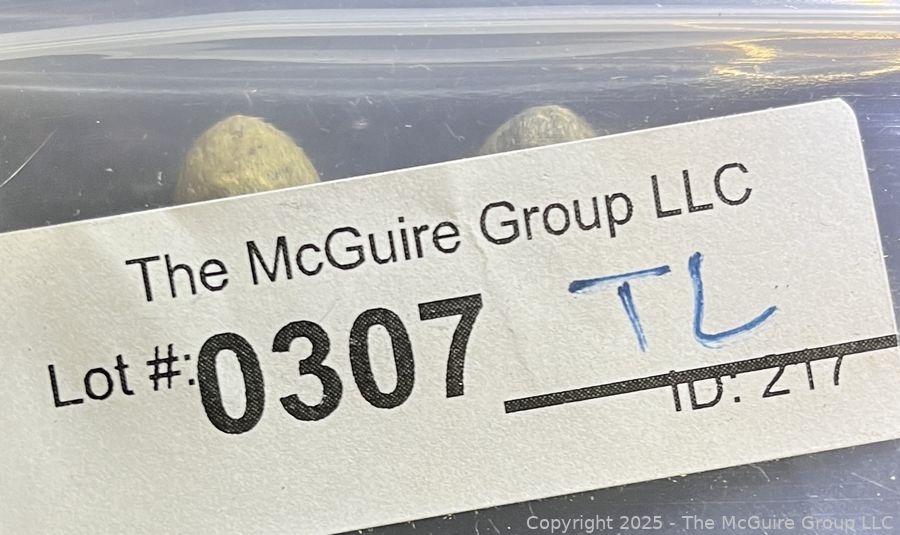 The McGuire Group LLC
TL
Lot #: 0307
ID: 217
Copyright 2025 - The McGuire Group LLC